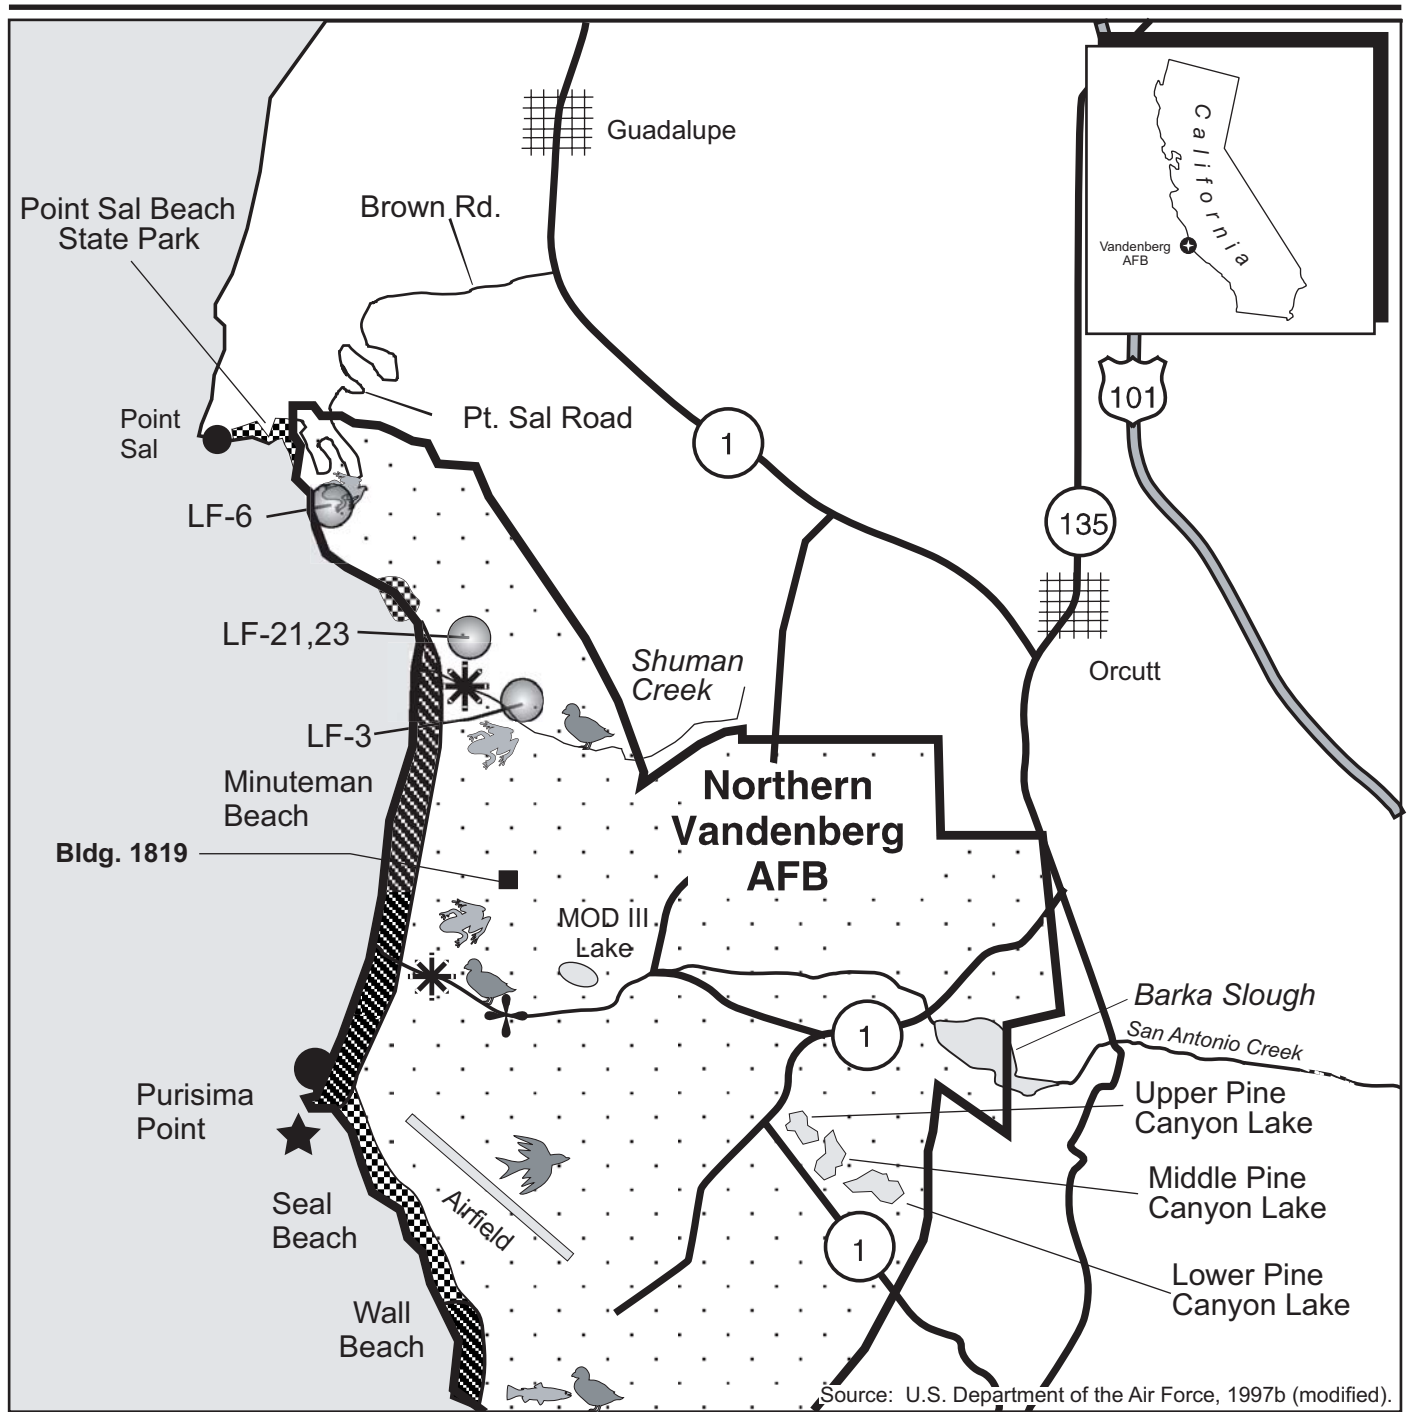 Guadalupe
California
Vandenberg
AFB
Point Sal Beach
State Park
Brown Rd.
101
Point
Sal
Pt. Sal Road
1
LF-6
135
LF-21,23
Shuman
Creek
Orcutt
LF-3
Minuteman
Beach
Northern
Vandenberg
AFB
Bldg. 1819
MOD III
Lake
Barka Slough
1
San Antonio Creek
Purisima
Point
Upper Pine
Canyon Lake
Middle Pine
Canyon Lake
Seal
Beach
Airfield
1
Lower Pine
Canyon Lake
Wall
Beach
Source: U.S. Department of the Air Force, 1997b (modified).